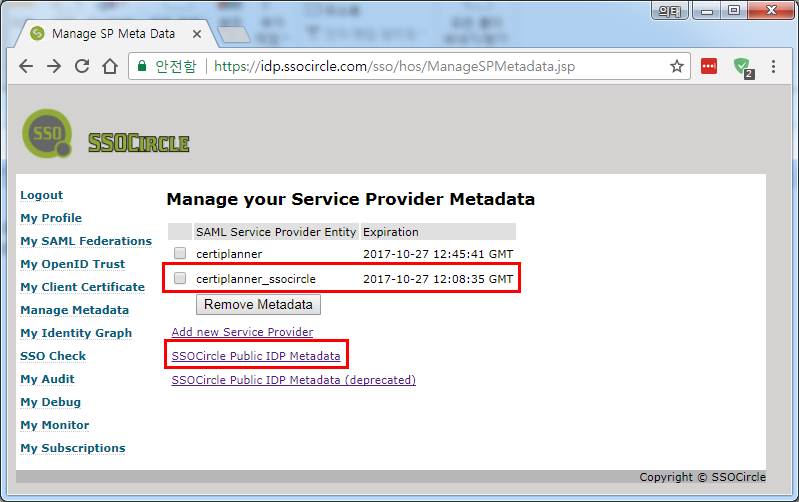 의터
Manage SP Meta Data
안전함 https://idp.ssocircle.com/sso/hos/ManageSPMetadata.jsp
2
SSO SSOCIRCLE
Logout
My Profile
My SAML Federations
My OpenID Trust
My Client Certificate
Manage Metadata
My Identity Graph
SSO Check
My Audit
My Debug
My Monitor
My Subscriptions
Manage your Service Provider Metadata
SAML Service Provider Entity Expiration
certiplanner 2017-10-27 12:45:41 GMT
certiplanner_ssocircle 2017-10-27 12:08:35 GMT
Remove Metadata
Add new Service Provider
SSOCircle Public IDP Metadata
SSOCircle Public IDP Metadata (deprecated)
Copyright © SSOCircle